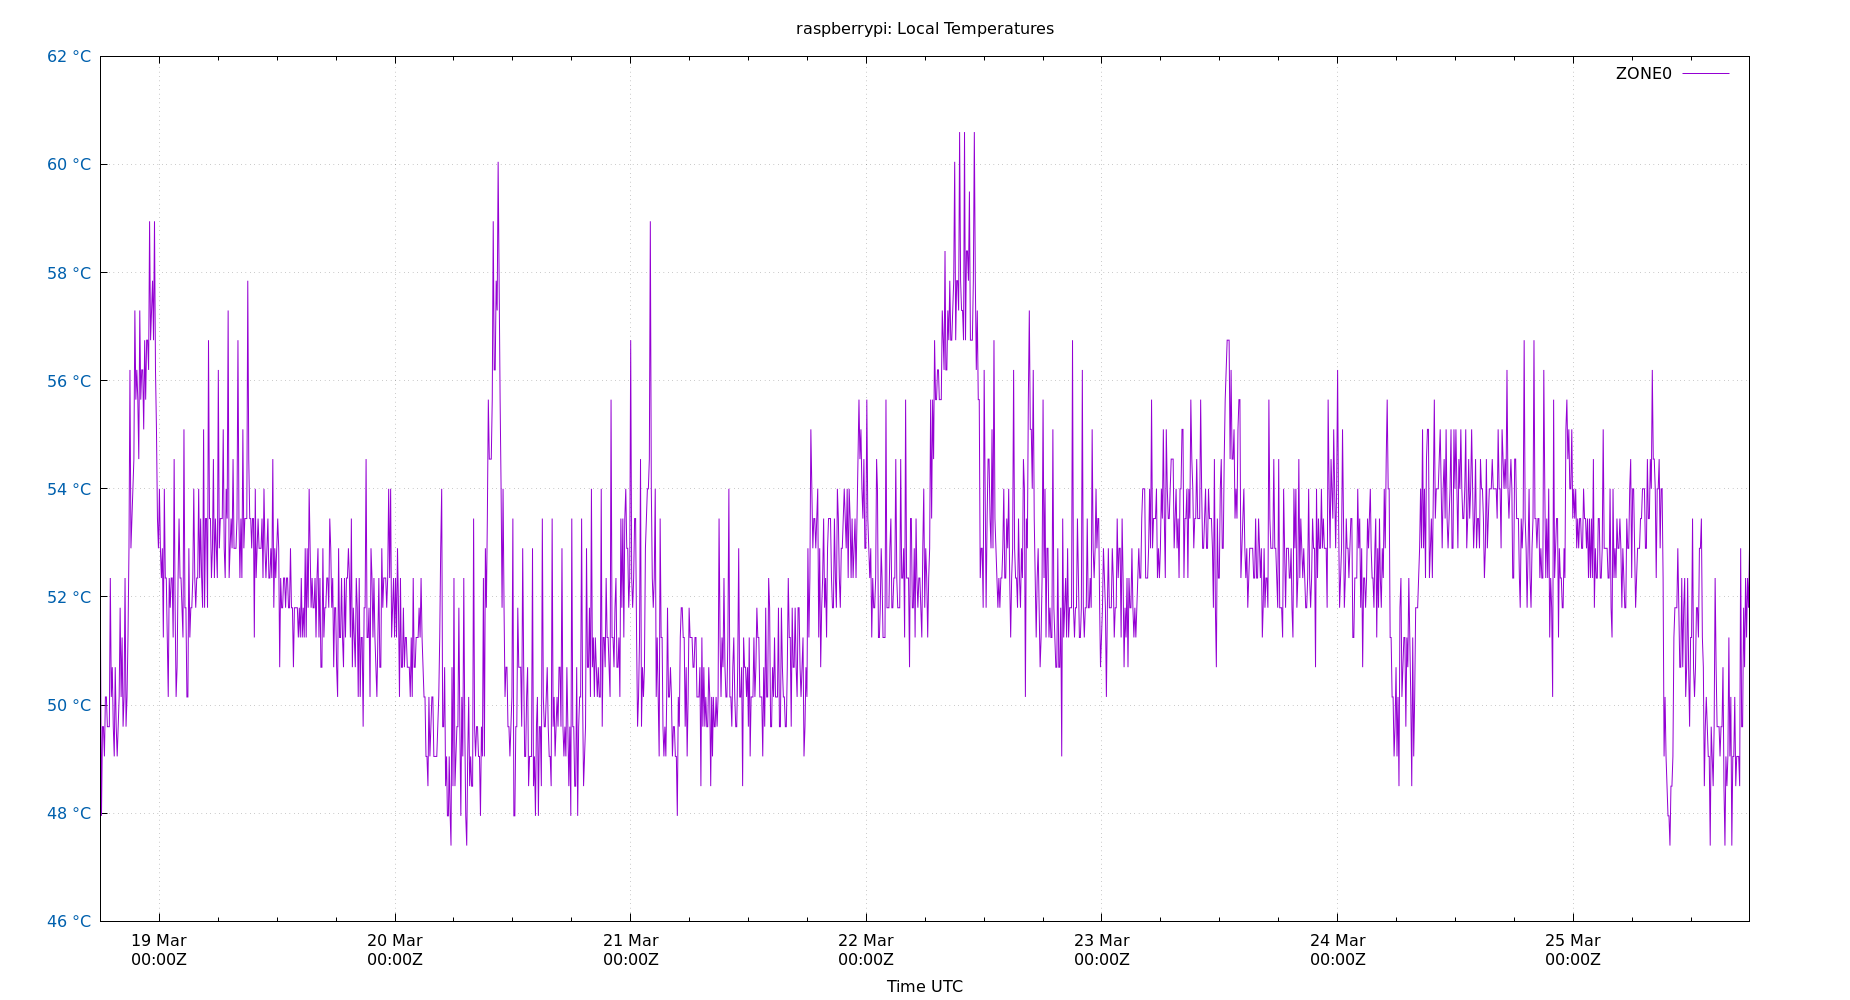 raspberrypi: Local Temperatures
62 °C
ZONE0
60 °C
58 °C
56 °C
54 °C
52 °C
50 °C
48 °C
46 °C
19 Mar 20 Mar 21 Mar 22 Mar 23 Mar 24 Mar 25 Mar
00:00Z 00:00Z 00:00Z 00:00Z 00:00Z 00:00Z 00:00Z
Time UTC